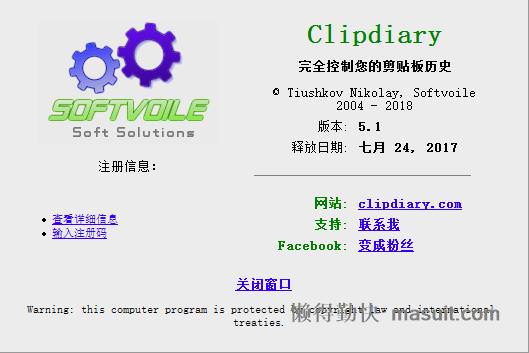 SOFTVOILE
Soft Solutions
注册信息:
查看详细信息
输入注册码
Clipdiary
完全控制您的剪贴板历史
© Tiushkov Nikolay, Softvoile
2004 - 2018
版本: 5.1
释放日期: 七月 24, 2017
网站: clipdiary.com
支持: 联系我
Facebook: 变成粉丝
关闭窗口
Warning: this computer program is protected by copyright law and international
treaties.
懒得勤快 masuit.com